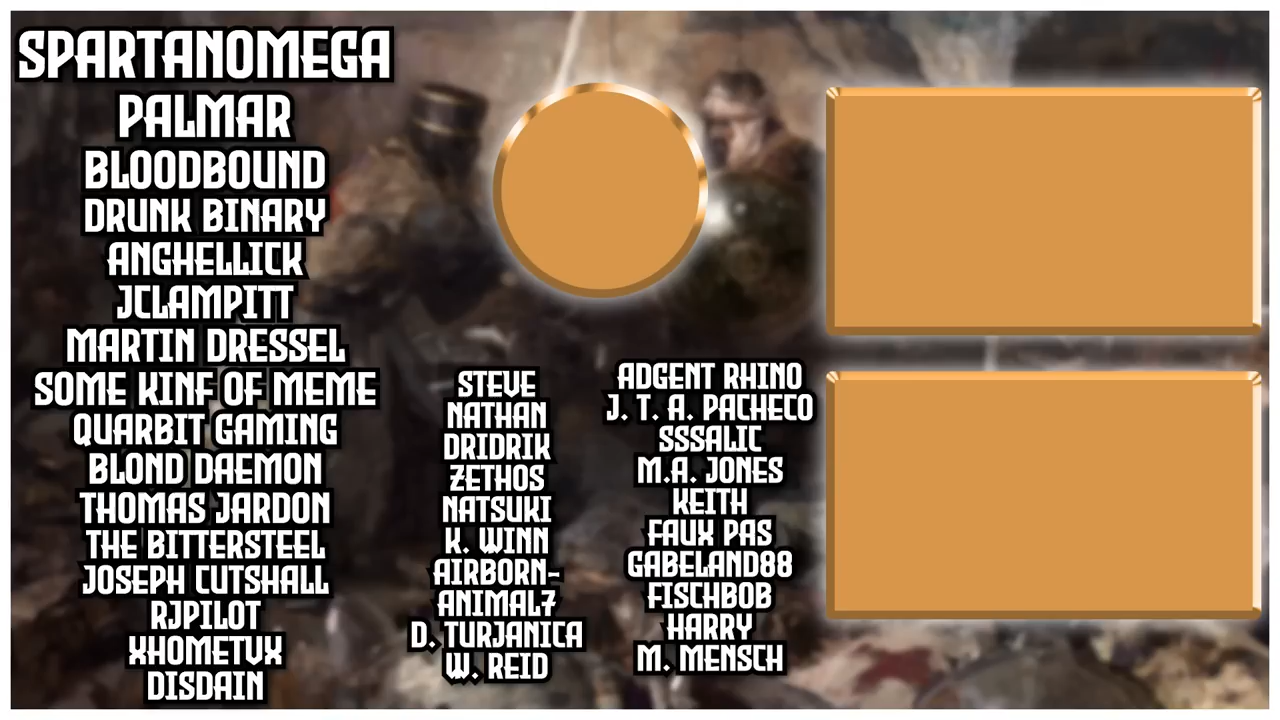 SPARTANOMEGA
PALMAR
BLOODBOUND
DRUNK BINARY
ANGHELLICK
JCLAMPITT
MARTIN DRESSEL
SOME KINF OF MEME
QUARBIT GAMING
BLOND DAEMON
THOMAS JARDON
THE BITTERSTEEL
JOSEPH CUTSHALL
RJPILOT
XHOMETVX
DISDAIN
STEVE
NATHAN
DRIDRIK
ZETHOS
NATSUKI
K. WINN
AIRBORN-
ANIMAL7
D. TURJANICA
W. REID
ADGENT RHINO
J. T. A. PACHECO
SSSALIC
M.A. JONES
KEITH
FAUX PAS
GABELAND88
FISCHBOB
HARRY
M. MENSCH